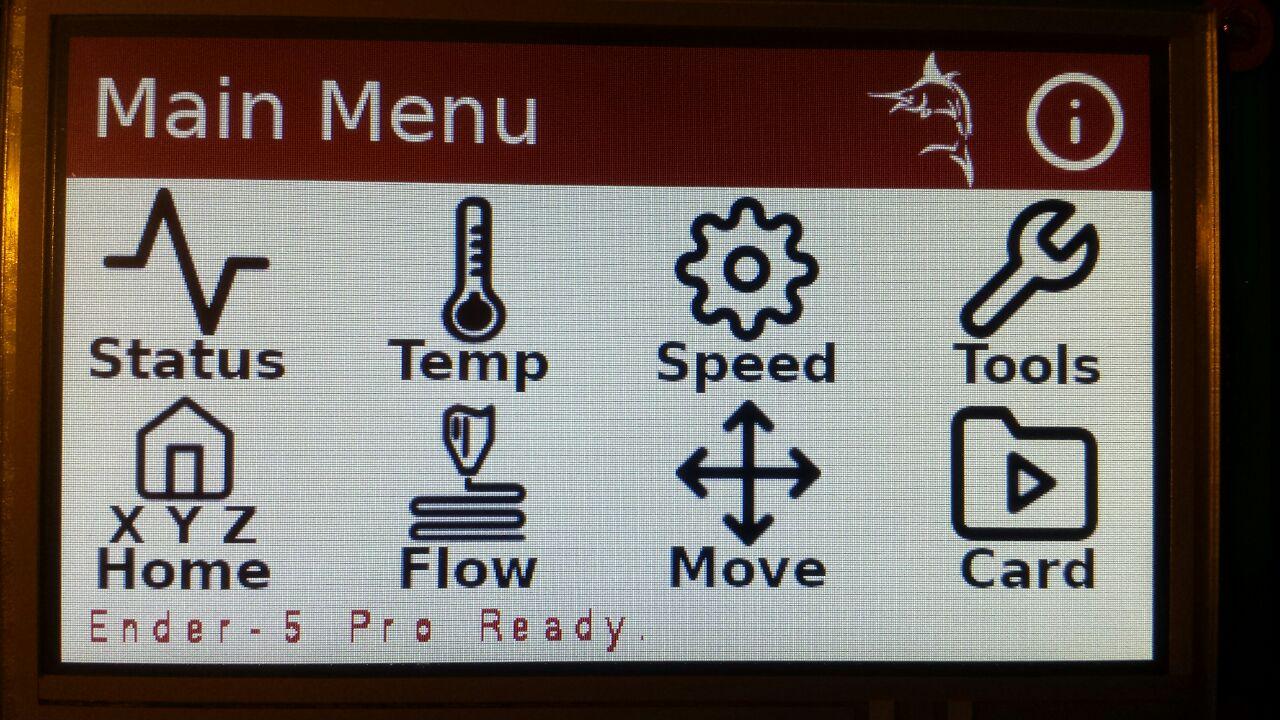 Main Menu
Status Temp Speed Tools
X Y Z
Home Flow Move Card
Ender-5 Pro Ready.